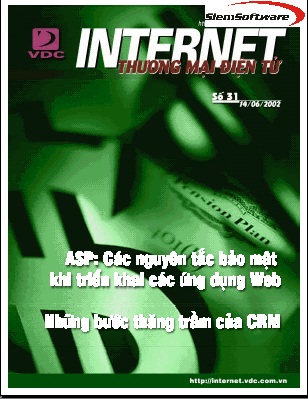 SiemSoftware
VDC
INTERNET
THƯƠNG MẠI ĐIỆN TỬ
Số 31
14/06/2002
Pension Plan
ASP: Các nguyên tắc bảo mật
khi triển khai các ứng dụng Web
Những bước thăng trầm của CRM
http://internet.vdc.com.vn